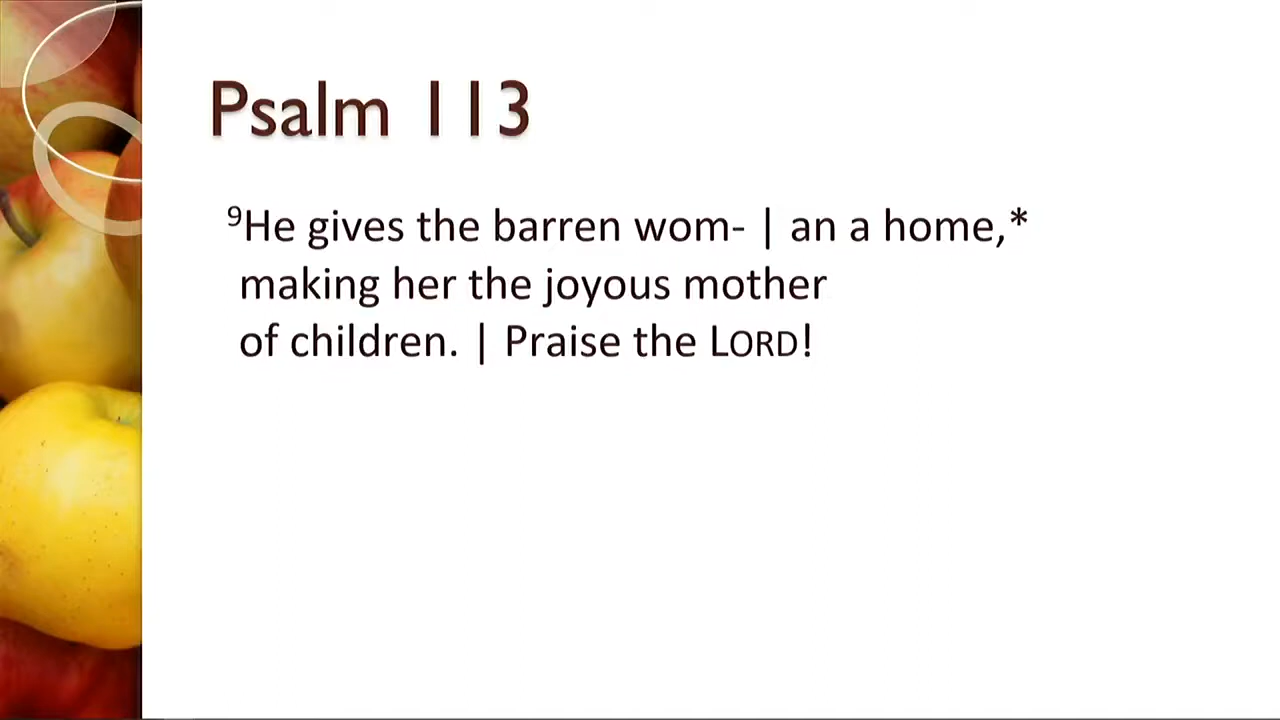 Psalm 113
⁹He gives the barren wom- | an a home,*
making her the joyous mother
of children. | Praise the LORD!